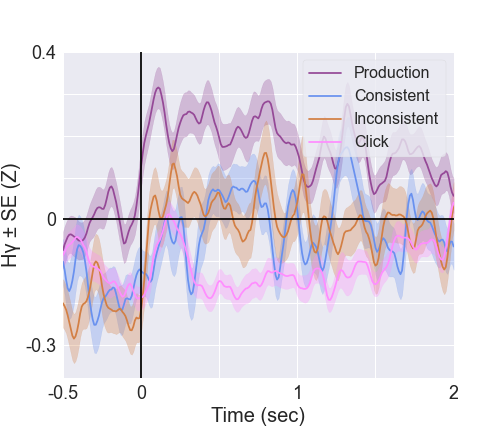 0.4
Production
Consistent
Inconsistent
Click
Hγ ± SE (Z)
0
-0.3
-0.5
0
1
2
Time (sec)